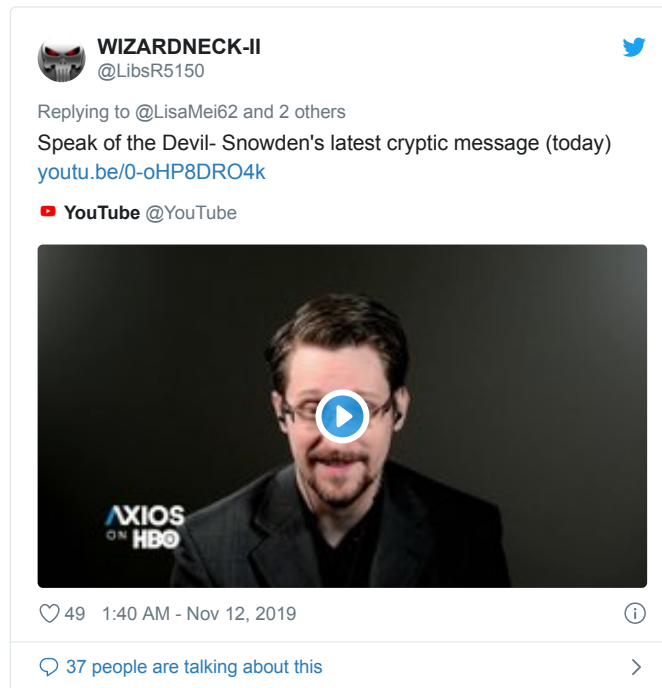 WIZARDNECK-II
@LibsR5150
Replying to @LisaMei62 and 2 others
Speak of the Devil- Snowden's latest cryptic message (today)
youtu.be/0-oHP8DRO4k
YouTube @YouTube
AXIOS
ON HBO
49 1:40 AM - Nov 12, 2019
37 people are talking about this